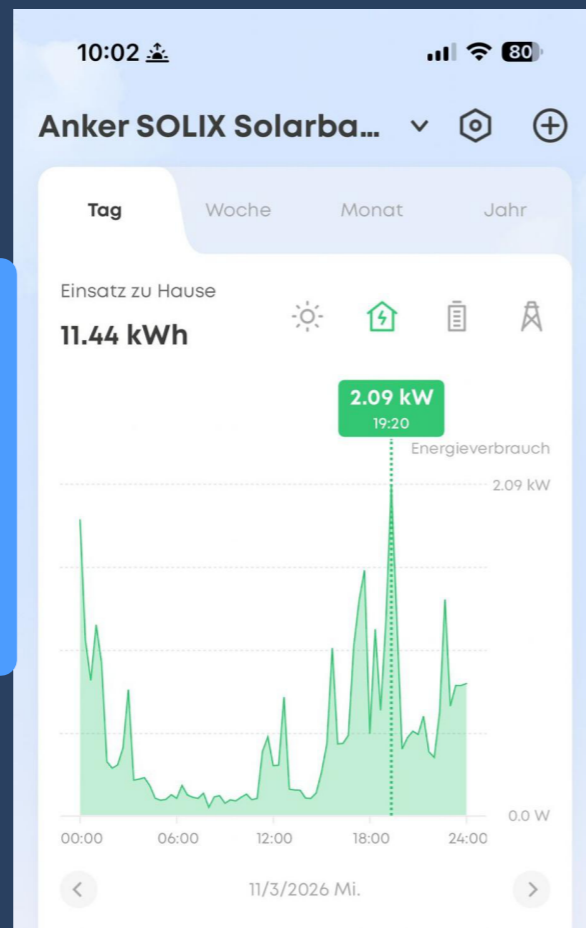 10:02
80
Anker SOLIX Solarba...
Tag Woche Monat Jahr
Einsatz zu Hause
11.44 kWh
2.09 kW
19:20
Energieverbrauch
2.09 kW
0.0 W
00:00 06:00 12:00 18:00 24:00
11/3/2026 Mi.